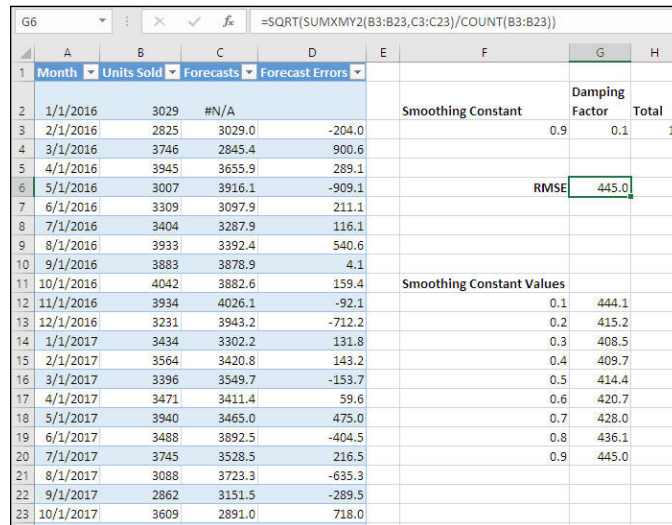 G6 fx =SQRT(SUMXMY2(B3:B23,C3:C23)/COUNT(B3:B23))
A B C D E F G H
1 Month Units Sold Forecasts Forecast Errors
Damping
2 1/1/2016 3029 #N/A Smoothing Constant Factor Total
3 2/1/2016 2825 3029.0 -204.0 0.9 0.1 1
4 3/1/2016 3746 2845.4 900.6
5 4/1/2016 3945 3655.9 289.1
6 5/1/2016 3007 3916.1 -909.1 RMSE 445.0
7 6/1/2016 3309 3097.9 211.1
8 7/1/2016 3404 3287.9 116.1
9 8/1/2016 3933 3392.4 540.6
10 9/1/2016 3883 3878.9 4.1
11 10/1/2016 4042 3882.6 159.4 Smoothing Constant Values
12 11/1/2016 3934 4026.1 -92.1 0.1 444.1
13 12/1/2016 3231 3943.2 -712.2 0.2 415.2
14 1/1/2017 3434 3302.2 131.8 0.3 408.5
15 2/1/2017 3564 3420.8 143.2 0.4 409.7
16 3/1/2017 3396 3549.7 -153.7 0.5 414.4
17 4/1/2017 3471 3411.4 59.6 0.6 420.7
18 5/1/2017 3940 3465.0 475.0 0.7 428.0
19 6/1/2017 3488 3892.5 -404.5 0.8 436.1
20 7/1/2017 3745 3528.5 216.5 0.9 445.0
21 8/1/2017 3088 3723.3 -635.3
22 9/1/2017 2862 3151.5 -289.5
23 10/1/2017 3609 2891.0 718.0